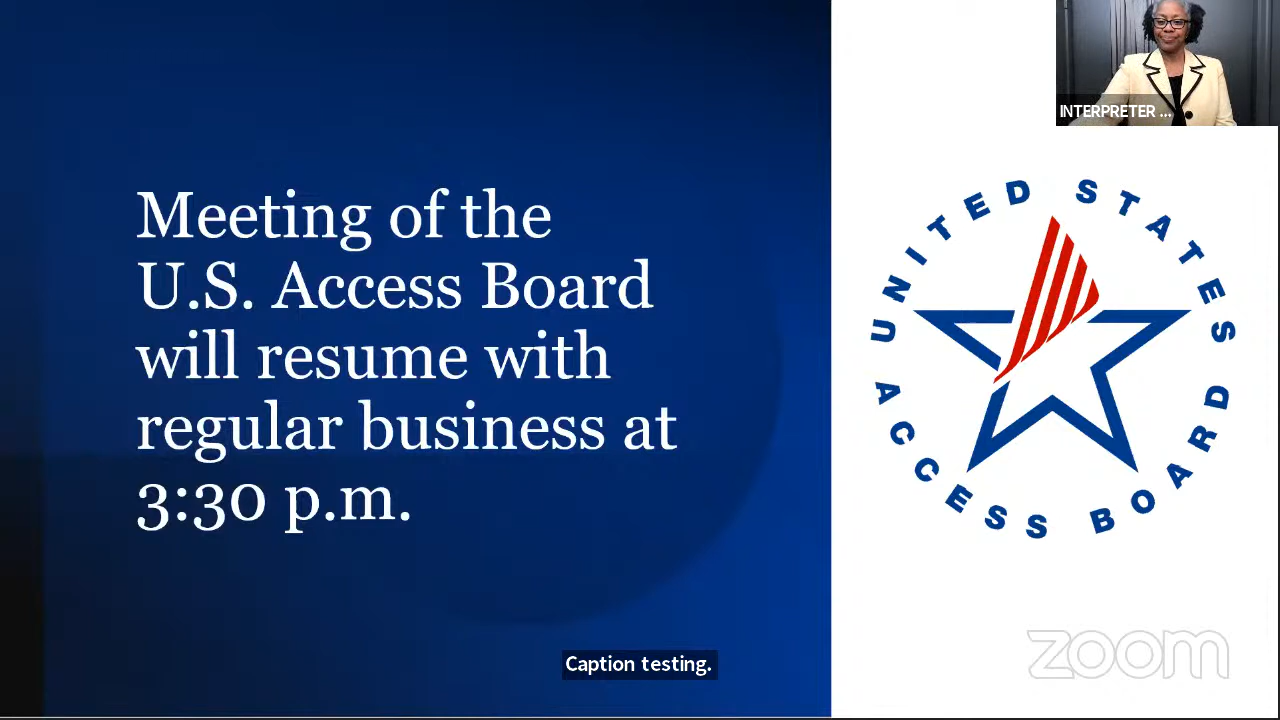 INTERPRETER ...
Meeting of the
U.S. Access Board
will resume with
regular business at
3:30 p.m.
UNITED STATES
ACCESS BOARD
Caption testing.
zoom